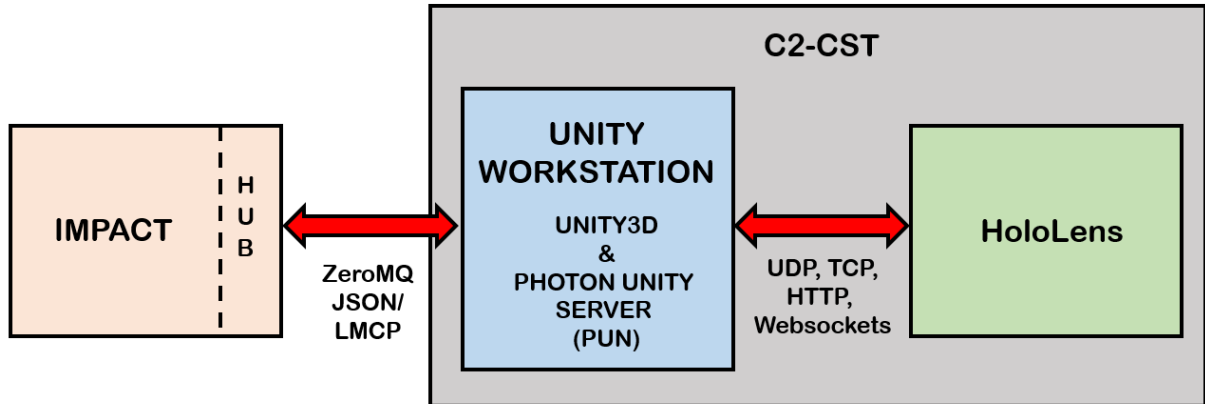 C2-CST
IMPACT
H
U
B
ZeroMQ
JSON/
LMCP
UNITY
WORKSTATION
UNITY3D
&
PHOTON UNITY
SERVER
(PUN)
UDP, TCP,
HTTP,
Websockets
HoloLens